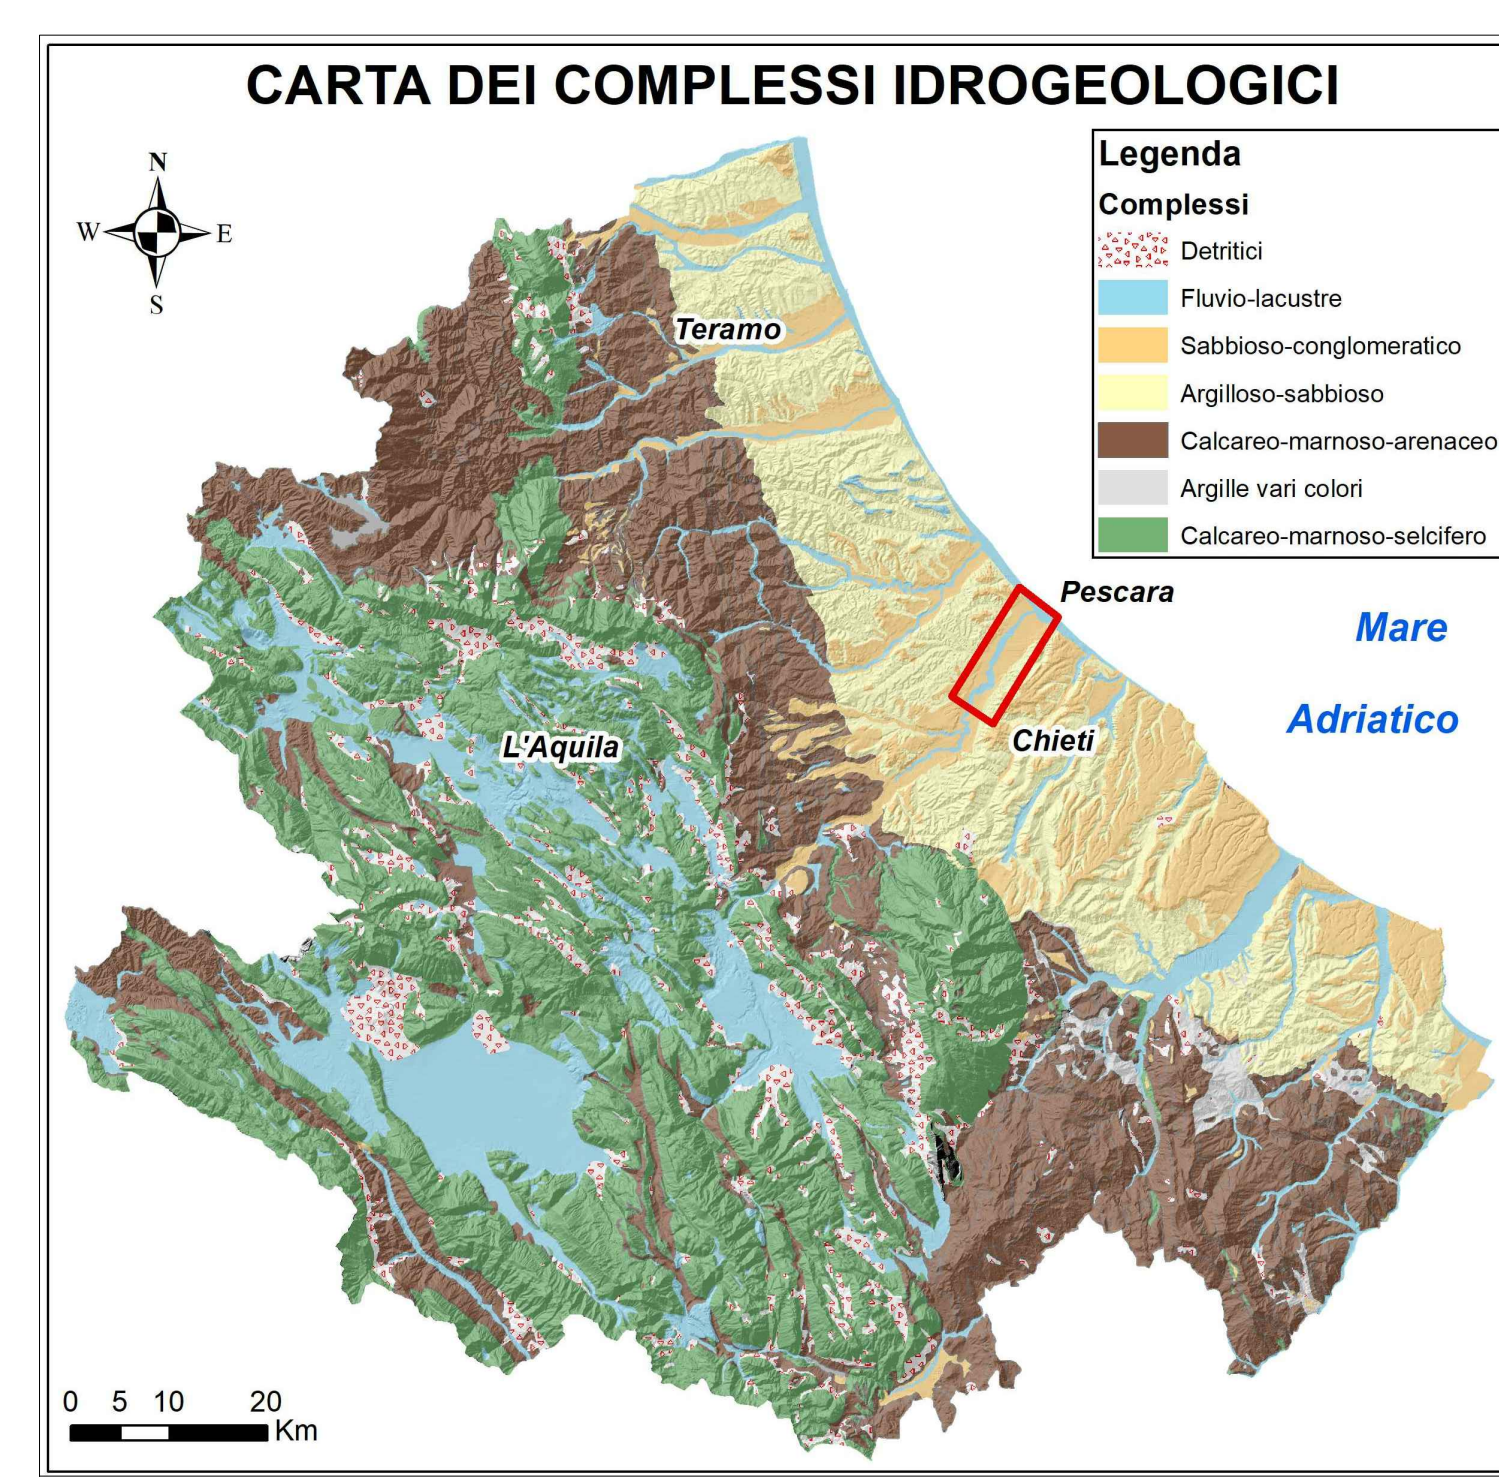 CARTA DEI COMPLESSI IDROGEOLOGICI
N
W E
S
Legenda
Complessi
Detritici
Fluvio-lacustre
Sabbioso-conglomeratico
Argilloso-sabbioso
Calcareo-marnoso-arenaceo
Argille vari colori
Calcareo-marnoso-selcifero
Teramo
Pescara
Mare
Adriatico
Chieti
L'Aquila
0 5 10 20
Km